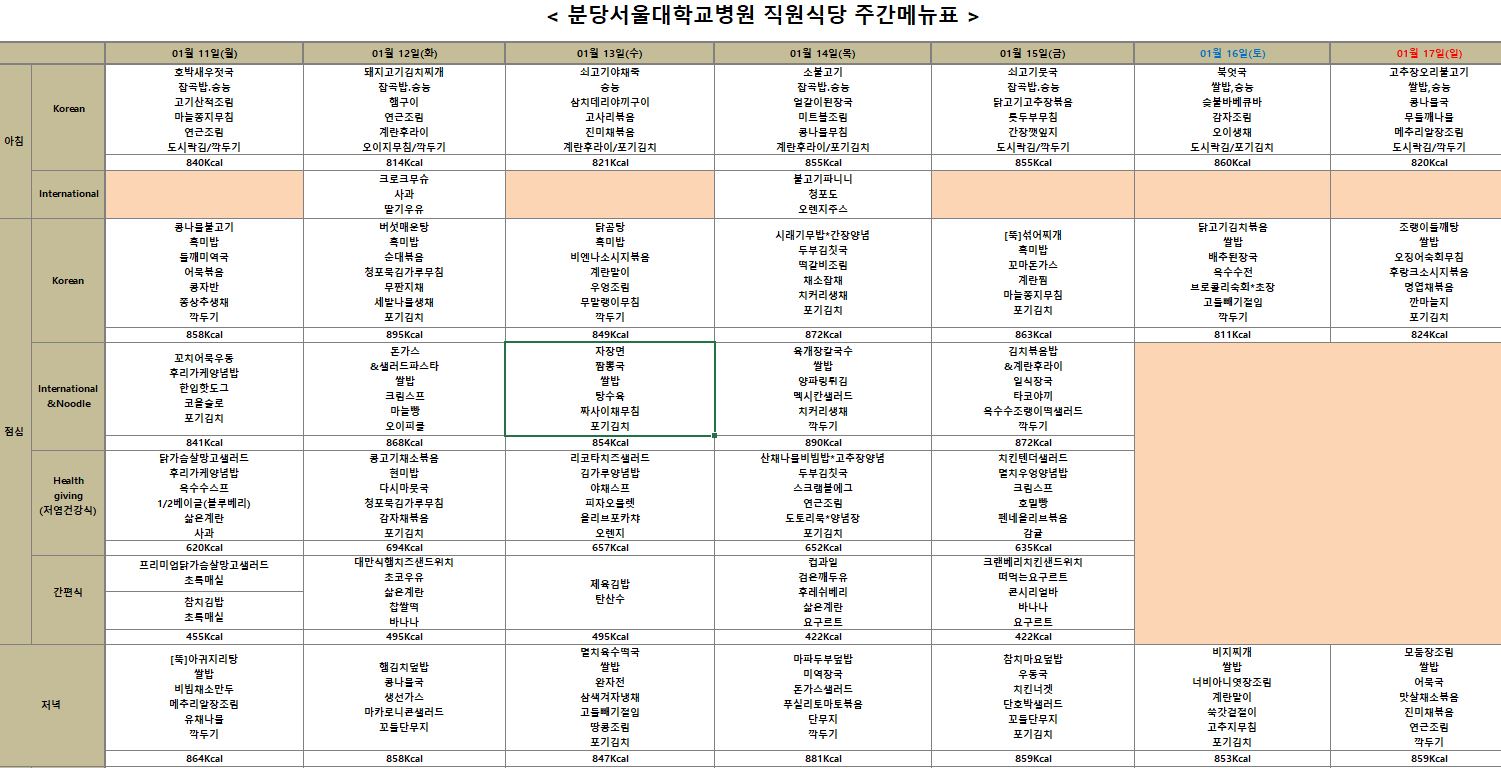 < 분당서울대학교병원 직원식당 주간메뉴표 >
01월 11일(월) 01월 12일(화) 01월 13일(수) 01월 14일(목) 01월 15일(금) 01월 16일(토) 01월 17일(일)
아침
Korean
호박새우젓국
잡곡밥.숭늉
고기산적조림
마늘쫑지무침
연근조림
도시락김/깍두기
840Kcal
돼지고기김치찌개
잡곡밥.숭늉
햄구이
연근조림
계란후라이
오이지무침/깍두기
814Kcal
쇠고기야채죽
숭늉
삼치데리야끼구이
고사리볶음
진미채볶음
계란후라이/포기김치
821Kcal
소불고기
잡곡밥.숭늉
얼갈이된장국
미트볼조림
콩나물무침
계란후라이/포기김치
855Kcal
쇠고기뭇국
잡곡밥.숭늉
닭고기고추장볶음
톳두부무침
간장깻잎지
도시락김/깍두기
855Kcal
북엇국
쌀밥,숭늉
숯불바베큐바
감자조림
오이생채
도시락김/포기김치
860Kcal
고추장오리불고기
쌀밥,숭늉
콩나물국
무들깨나물
메추리알장조림
도시락김/깍두기
820Kcal
International
크로크무슈
사과
딸기우유
불고기파니니
청포도
오렌지주스
점심
Korean
콩나물불고기
흑미밥
들깨미역국
어묵볶음
콩자반
쫑상추생채
깍두기
858Kcal
버섯매운탕
흑미밥
순대볶음
청포묵김가루무침
무짠지채
세발나물생채
포기김치
895Kcal
닭곰탕
흑미밥
비엔나소시지볶음
계란말이
우엉조림
무말랭이무침
깍두기
849Kcal
시래기무밥*간장양념
두부김칫국
떡갈비조림
채소잡채
치커리생채
포기김치
872Kcal
[뚝]섞어찌개
흑미밥
꼬마돈가스
계란찜
마늘쫑지무침
포기김치
863Kcal
닭고기김치볶음
쌀밥
배추된장국
옥수수전
브로콜리숙회*초장
고들빼기절임
깍두기
811Kcal
조랭이들깨탕
쌀밥
오징어숙회무침
후랑크소시지볶음
명엽채볶음
깐마늘지
포기김치
824Kcal
International
&Noodle
꼬치어묵우동
후리가케양념밥
한입핫도그
코울슬로
포기김치
841Kcal
돈가스
&샐러드파스타
쌀밥
크림스프
마늘빵
오이피클
868Kcal
자장면
짬뽕국
쌀밥
탕수육
짜사이채무침
포기김치
854Kcal
육개장칼국수
쌀밥
양파링튀김
멕시칸샐러드
치커리생채
깍두기
890Kcal
김치볶음밥
&계란후라이
일식장국
타코야끼
옥수수조랭이떡샐러드
깍두기
872Kcal
Health
giving
(저염건강식)
닭가슴살망고샐러드
후리가케양념밥
옥수수스프
1/2베이글(블루베리)
삶은계란
사과
620Kcal
콩고기채소볶음
현미밥
다시마뭇국
청포묵김가루무침
감자채볶음
포기김치
694Kcal
리코타치즈샐러드
김가루양념밥
야채스프
피자오믈렛
올리브포카챠
오렌지
657Kcal
산채나물비빔밥*고추장양념
두부김칫국
스크램블에그
연근조림
도토리묵*양념장
포기김치
652Kcal
치킨텐더샐러드
멸치우엉양념밥
크림스프
호밀빵
펜네올리브볶음
감귤
635Kcal
간편식
프리미엄닭가슴살망고샐러드
초록매실
참치김밥
초록매실
455Kcal
대만식햄치즈샌드위치
초코우유
삶은계란
찹쌀떡
바나나
495Kcal
제육김밥
탄산수
495Kcal
컵과일
검은깨두유
후레쉬베리
삶은계란
요구르트
422Kcal
크랜베리치킨샌드위치
떠먹는요구르트
콘시리얼바
바나나
요구르트
422Kcal
저녁
[뚝]아귀지리탕
쌀밥
비빔채소만두
메추리알장조림
유채나물
깍두기
864Kcal
햄김치덮밥
콩나물국
생선가스
마카로니콘샐러드
꼬들단무지
858Kcal
멸치육수떡국
쌀밥
완자전
삼색겨자냉채
고들빼기절임
땅콩조림
포기김치
847Kcal
마파두부덮밥
미역장국
돈가스샐러드
푸실리토마토볶음
단무지
깍두기
881Kcal
참치마요덮밥
우동국
치킨너겟
단호박샐러드
꼬들단무지
포기김치
859Kcal
비지찌개
쌀밥
너비아니엿장조림
계란말이
쑥갓겉절이
고추지무침
포기김치
853Kcal
모둠장조림
쌀밥
어묵국
맛살채소볶음
진미채볶음
연근조림
깍두기
859Kcal